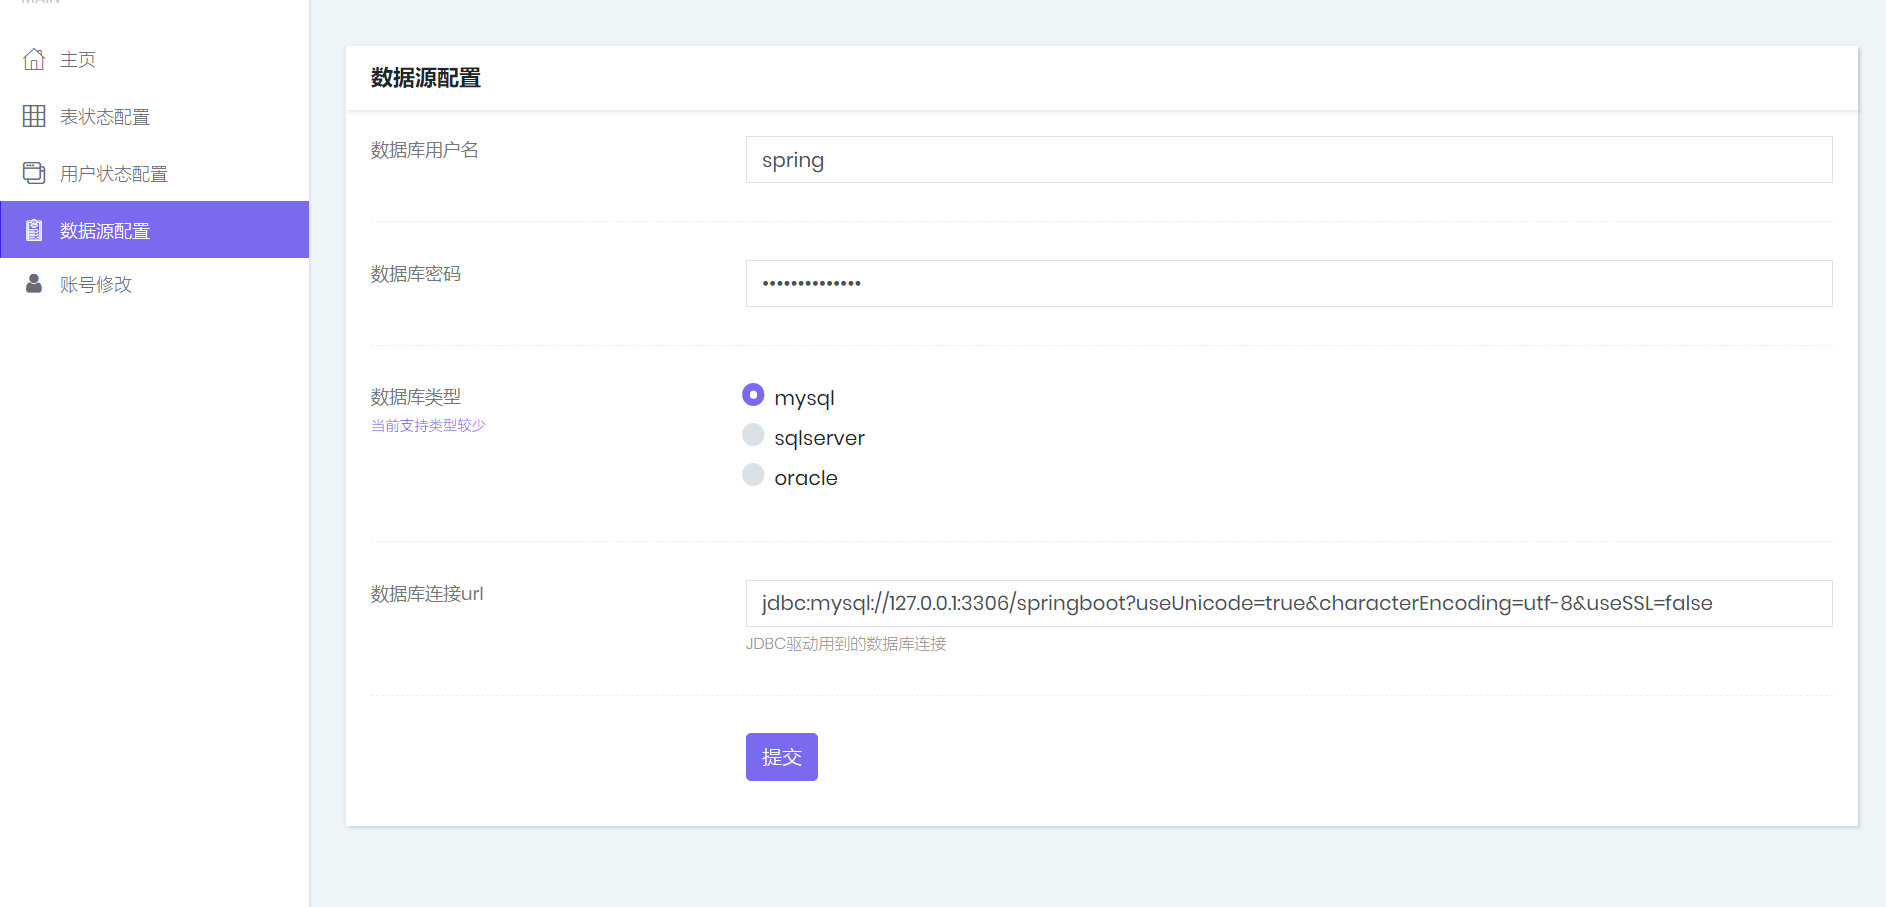 MAIN
主页
表状态配置
用户状态配置
数据源配置
账号修改
数据源配置
数据库用户名
spring
数据库密码
••••••••••••••
数据库类型
当前支持类型较少
mysql
sqlserver
oracle
数据库连接url
jdbc:mysql://127.0.0.1:3306/springboot?useUnicode=true&characterEncoding=utf-8&useSSL=false
JDBC驱动用到的数据库连接
提交